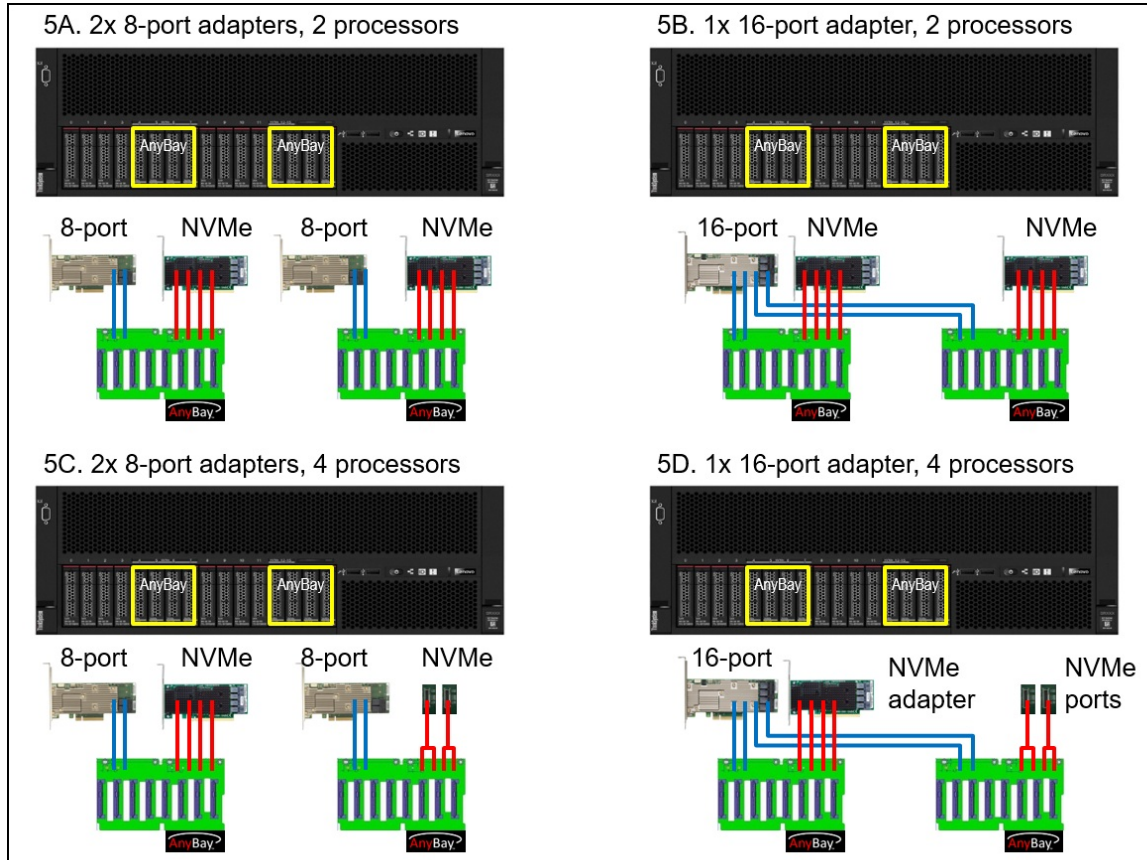 5A. 2x 8-port adapters, 2 processors
AnyBay
AnyBay
8-port
NVMe
8-port
NVMe
AnyBay
AnyBay
5B. 1x 16-port adapter, 2 processors
AnyBay
AnyBay
16-port
NVMe
NVMe
AnyBay
AnyBay
5C. 2x 8-port adapters, 4 processors
AnyBay
AnyBay
8-port
NVMe
8-port
NVMe
AnyBay
AnyBay
5D. 1x 16-port adapter, 4 processors
AnyBay
AnyBay
16-port
NVMe
adapter
NVMe
ports
AnyBay
AnyBay